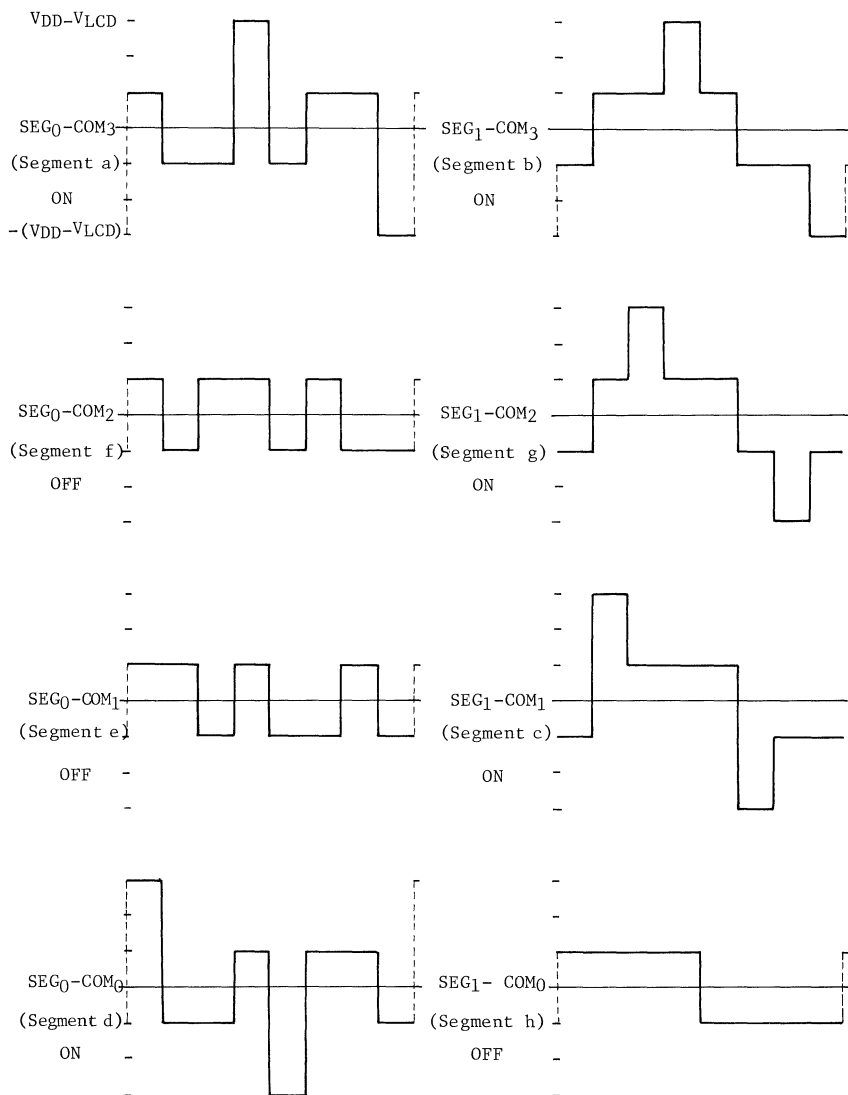 VDD-VLCD
SEG0-COM3
(Segment a)
ON
-(VDD-VLCD)
SEG1-COM3
(Segment b)
ON
SEG0-COM2
(Segment f)
OFF
SEG1-COM2
(Segment g)
ON
SEG0-COM1
(Segment e)
OFF
SEG1-COM1
(Segment c)
ON
SEG0-COM0
(Segment d)
ON
SEG1- COM0
(Segment h)
OFF